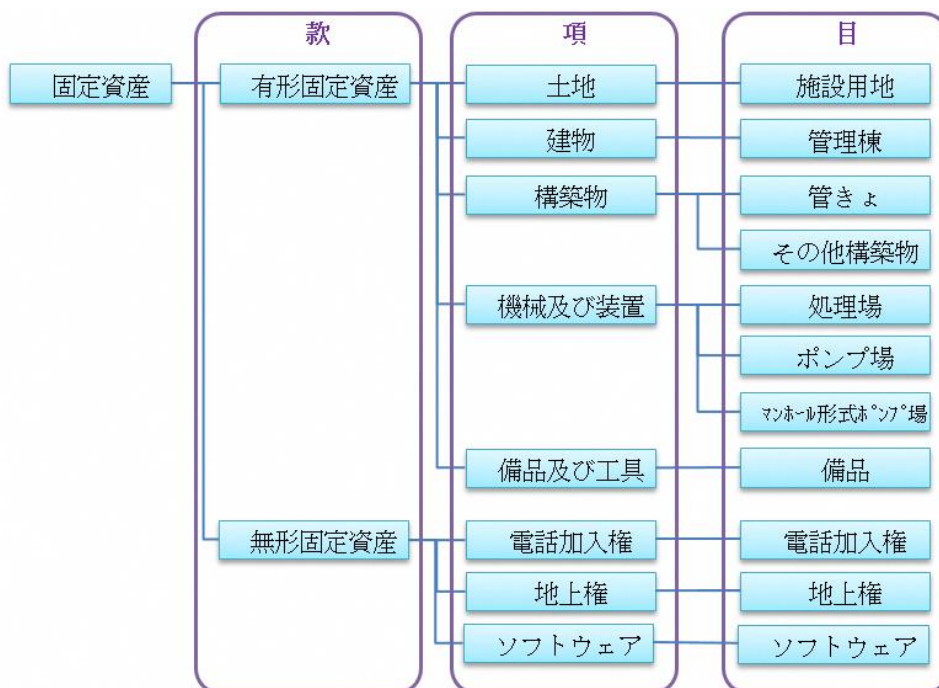 款
項
目
固定資産
有形固定資産
土地
施設用地
建物
管理棟
構築物
管きょ
その他構築物
機械及び装置
処理場
ポンプ場
ﾏﾝﾎｰﾙ形式ﾎﾟﾝﾌﾟ場
備品及び工具
備品
無形固定資産
電話加入権
電話加入権
地上権
地上権
ソフトウェア
ソフトウェア